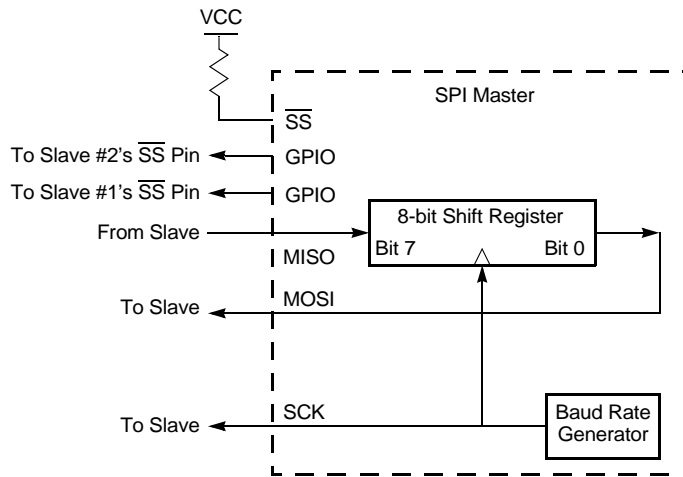 VCC
SPI Master
SS
To Slave #2's SS Pin
GPIO
To Slave #1's SS Pin
GPIO
8-bit Shift Register
From Slave
Bit 7
Bit 0
MISO
To Slave
MOSI
To Slave
SCK
Baud Rate
Generator